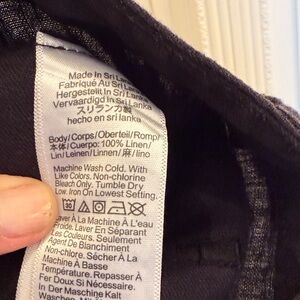 Made In Sri Lanka
Fabriqué Au Sri Lanka
Hergestellt In Sri Lanka
Vervaardigd In Sri Lanka
スリランカ製
hecho en sri lanka
Body/Corps/Oberteil/Romp/
本体/Cuerpo: 100% Linen/
Lin/Leinen/Linnen/麻/lino
Machine Wash Cold. With
Like Colors. Non-chlorine
Bleach Only. Tumble Dry
Low. Iron On Lowest Setting.
Laver À La Machine À L'eau
Froide. Laver En Séparant
Les Couleurs. Seulement
Agent De Blanchiment
Non Chloré. Séchage À
Machine À Basse
Température. Repasser À
Fer Doux Si Nécessaire.
In Der Maschine Kalt